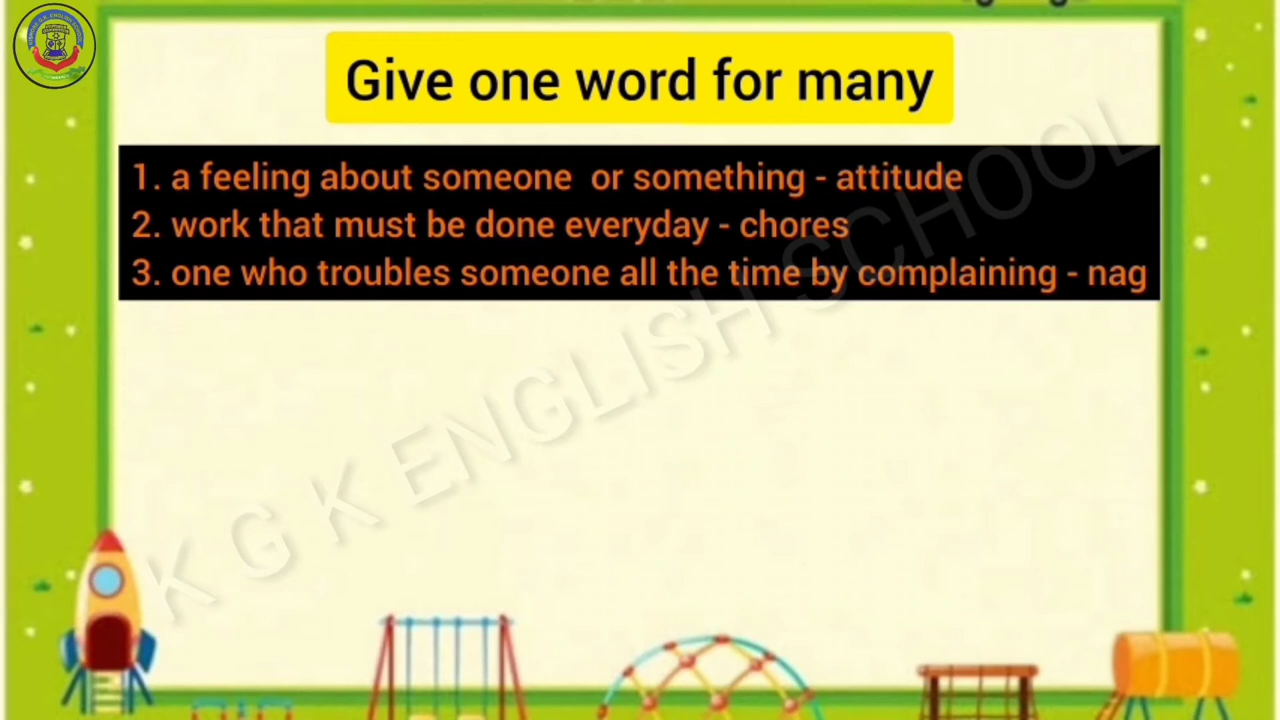 Give one word for many
1. a feeling about someone or something - attitude
2. work that must be done everyday - chores
3. one who troubles someone all the time by complaining - nag
K G K ENGLISH SCHOOL